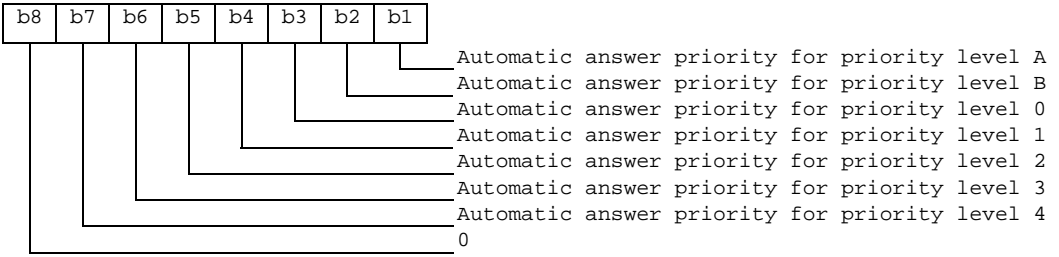 b8 b7 b6 b5 b4 b3 b2 b1
Automatic answer priority for priority level A
Automatic answer priority for priority level B
Automatic answer priority for priority level 0
Automatic answer priority for priority level 1
Automatic answer priority for priority level 2
Automatic answer priority for priority level 3
Automatic answer priority for priority level 4
0